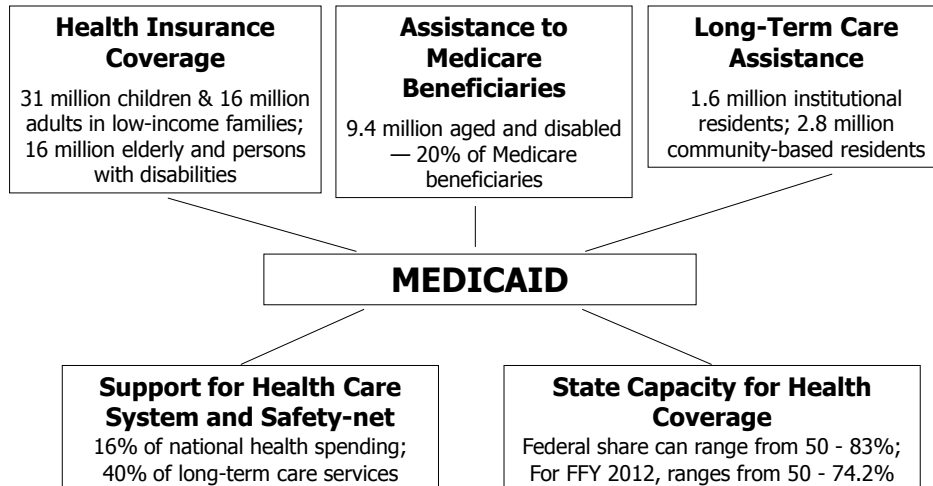 Health Insurance
Coverage
31 million children & 16 million
adults in low-income families;
16 million elderly and persons
with disabilities
Assistance to
Medicare
Beneficiaries
9.4 million aged and disabled
— 20% of Medicare
beneficiaries
Long-Term Care
Assistance
1.6 million institutional
residents; 2.8 million
community-based residents
MEDICAID
Support for Health Care
System and Safety-net
16% of national health spending;
40% of long-term care services
State Capacity for Health
Coverage
Federal share can range from 50 - 83%;
For FFY 2012, ranges from 50 - 74.2%